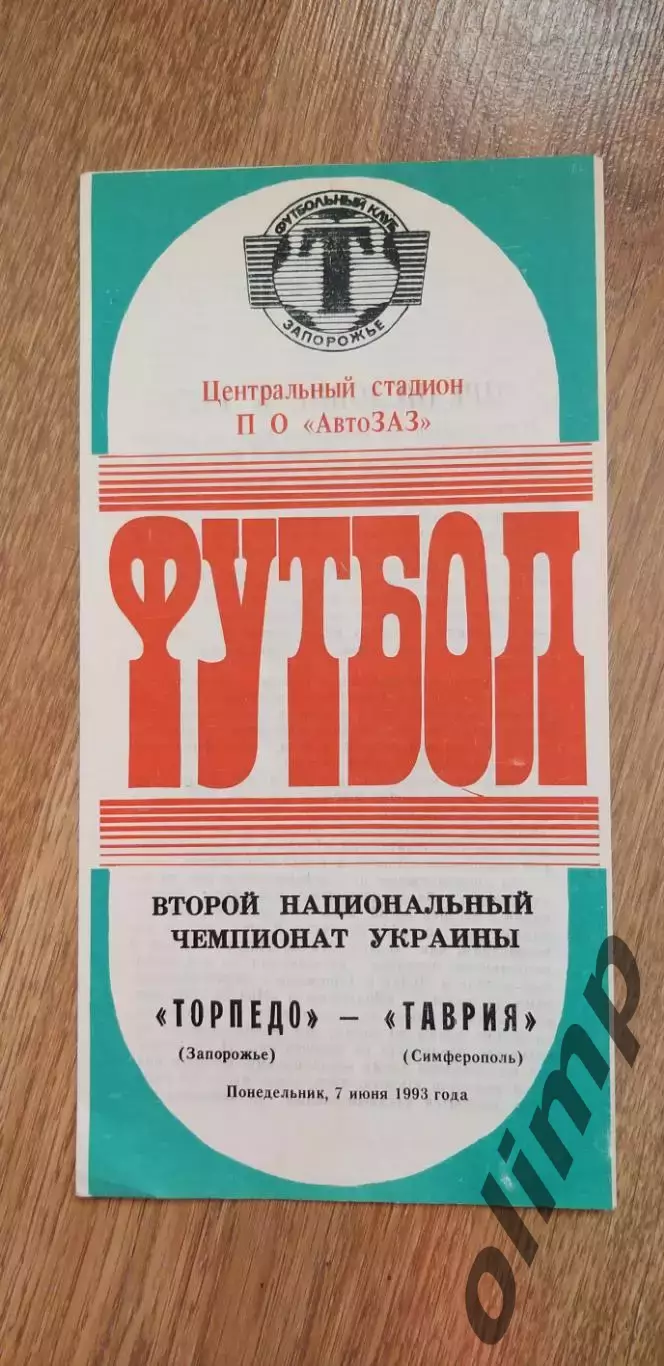 ФУТБОЛЬНЫЙ КЛУБ
Т
ЗАПОРОЖЬЕ
Центральный стадион
П О «АвтоЗАЗ»
ФУТБОЛ
ВТОРОЙ НАЦИОНАЛЬНЫЙ
ЧЕМПИОНАТ УКРАИНЫ
«ТОРПЕДО» — «ТАВРИЯ»
(Запорожье) (Симферополь)
Понедельник, 7 июня 1993 года
olimp